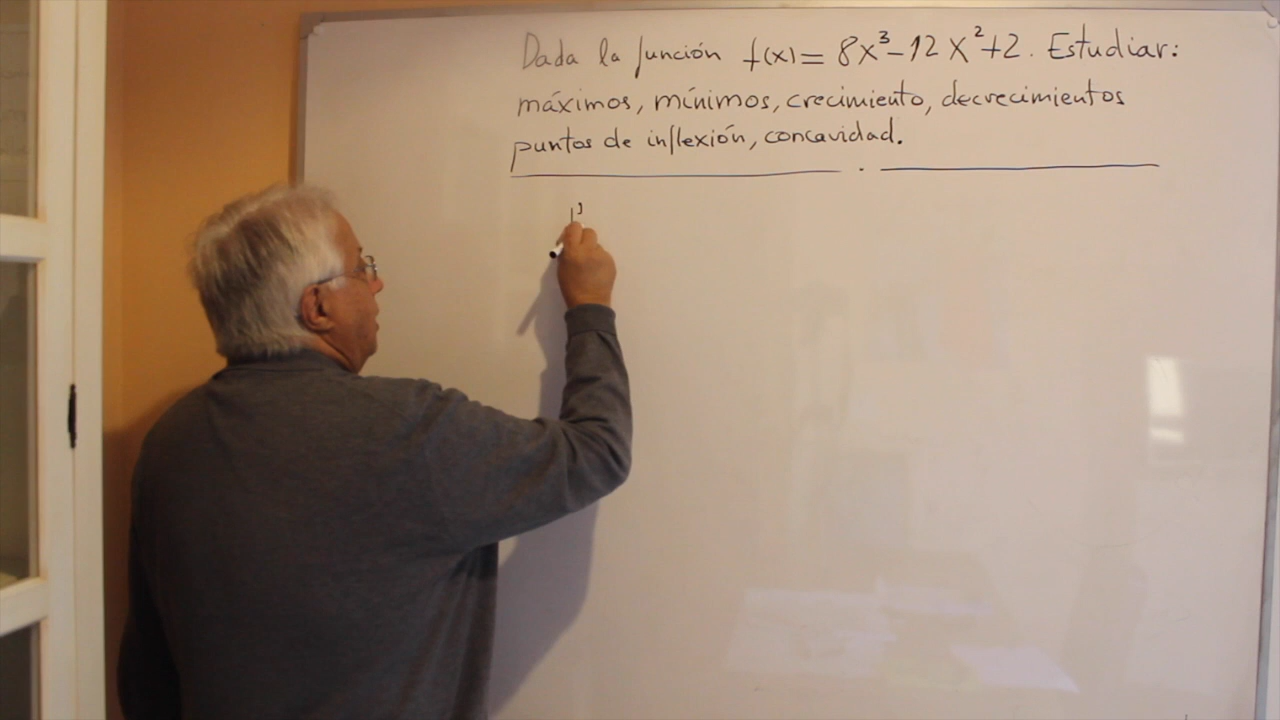 Dada la función f(x) = 8x³-12x²+2. Estudiar:
máximos, mínimos, crecimiento, decrecimientos
puntos de inflexión, concavidad.